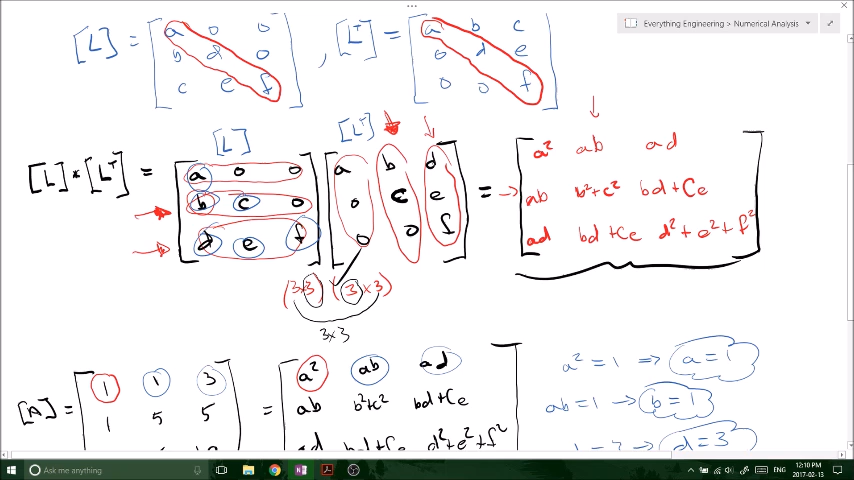 Everything Engineering > Numerical Analysis
[L] = [a 0 0
b d 0
c e f]
, [Lᵀ] = [a b c
0 d e
0 0 f]
[L] [Lᵀ]
[L] * [Lᵀ] = [a 0 0
b c 0
d e f]
[a b d
0 c e
0 0 f]
= [a² ab ad
ab b²+c² bd+Ce
ad bd+Ce d²+e²+f²]
(3x3) (3x3)
3x3
[A] = [1 1 3
1 5 5
= [a² ab ad
ab b²+c² bd+Ce
ad bd+Ce d²+e²+f²
a² = 1 => a = 1
ab = 1 → b = 1
d = 3
Ask me anything
ENG
12:10 PM
2017-02-13